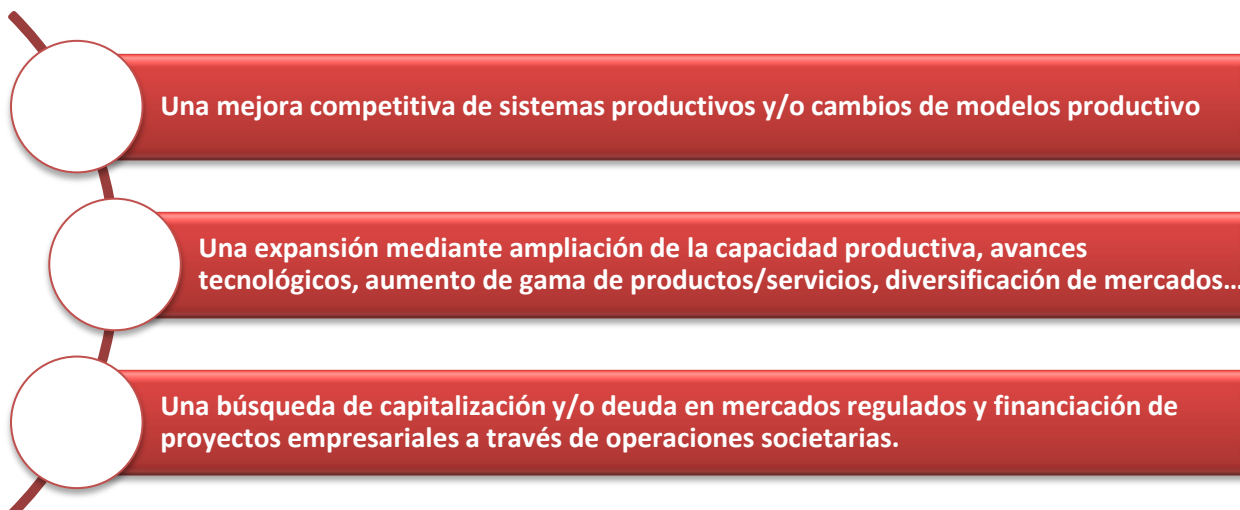 Una mejora competitiva de sistemas productivos y/o cambios de modelos productivo
Una expansión mediante ampliación de la capacidad productiva, avances
tecnológicos, aumento de gama de productos/servicios, diversificación de mercados...
Una búsqueda de capitalización y/o deuda en mercados regulados y financiación de
proyectos empresariales a través de operaciones societarias.